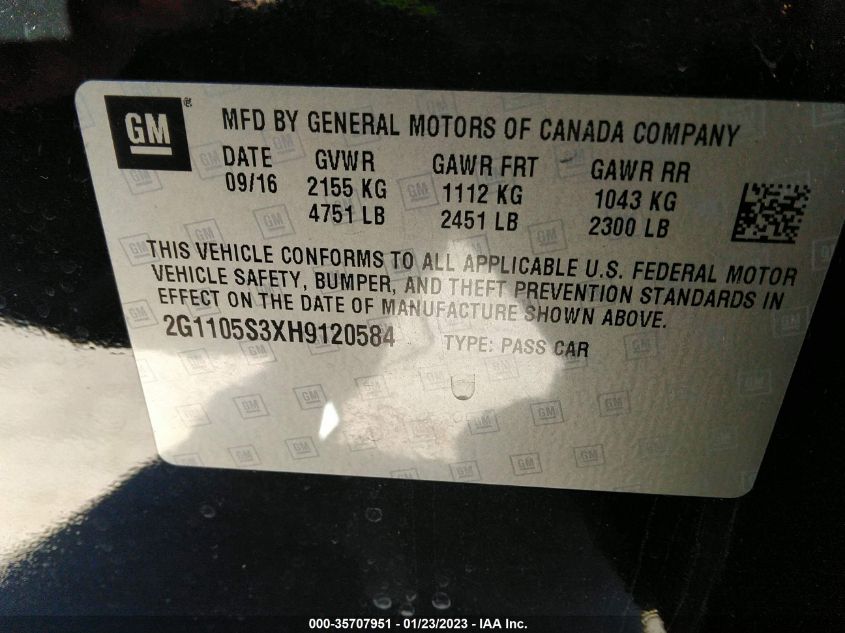 GM ® MFD BY GENERAL MOTORS OF CANADA COMPANY
DATE GVWR GAWR FRT GAWR RR
09/16 2155 KG 1112 KG 1043 KG
4751 LB 2451 LB 2300 LB
THIS VEHICLE CONFORMS TO ALL APPLICABLE U.S. FEDERAL MOTOR
VEHICLE SAFETY, BUMPER, AND THEFT PREVENTION STANDARDS IN
EFFECT ON THE DATE OF MANUFACTURE SHOWN ABOVE.
2G1105S3XH9120584 TYPE: PASS CAR
000-35707951 - 01/23/2023 - IAA Inc.